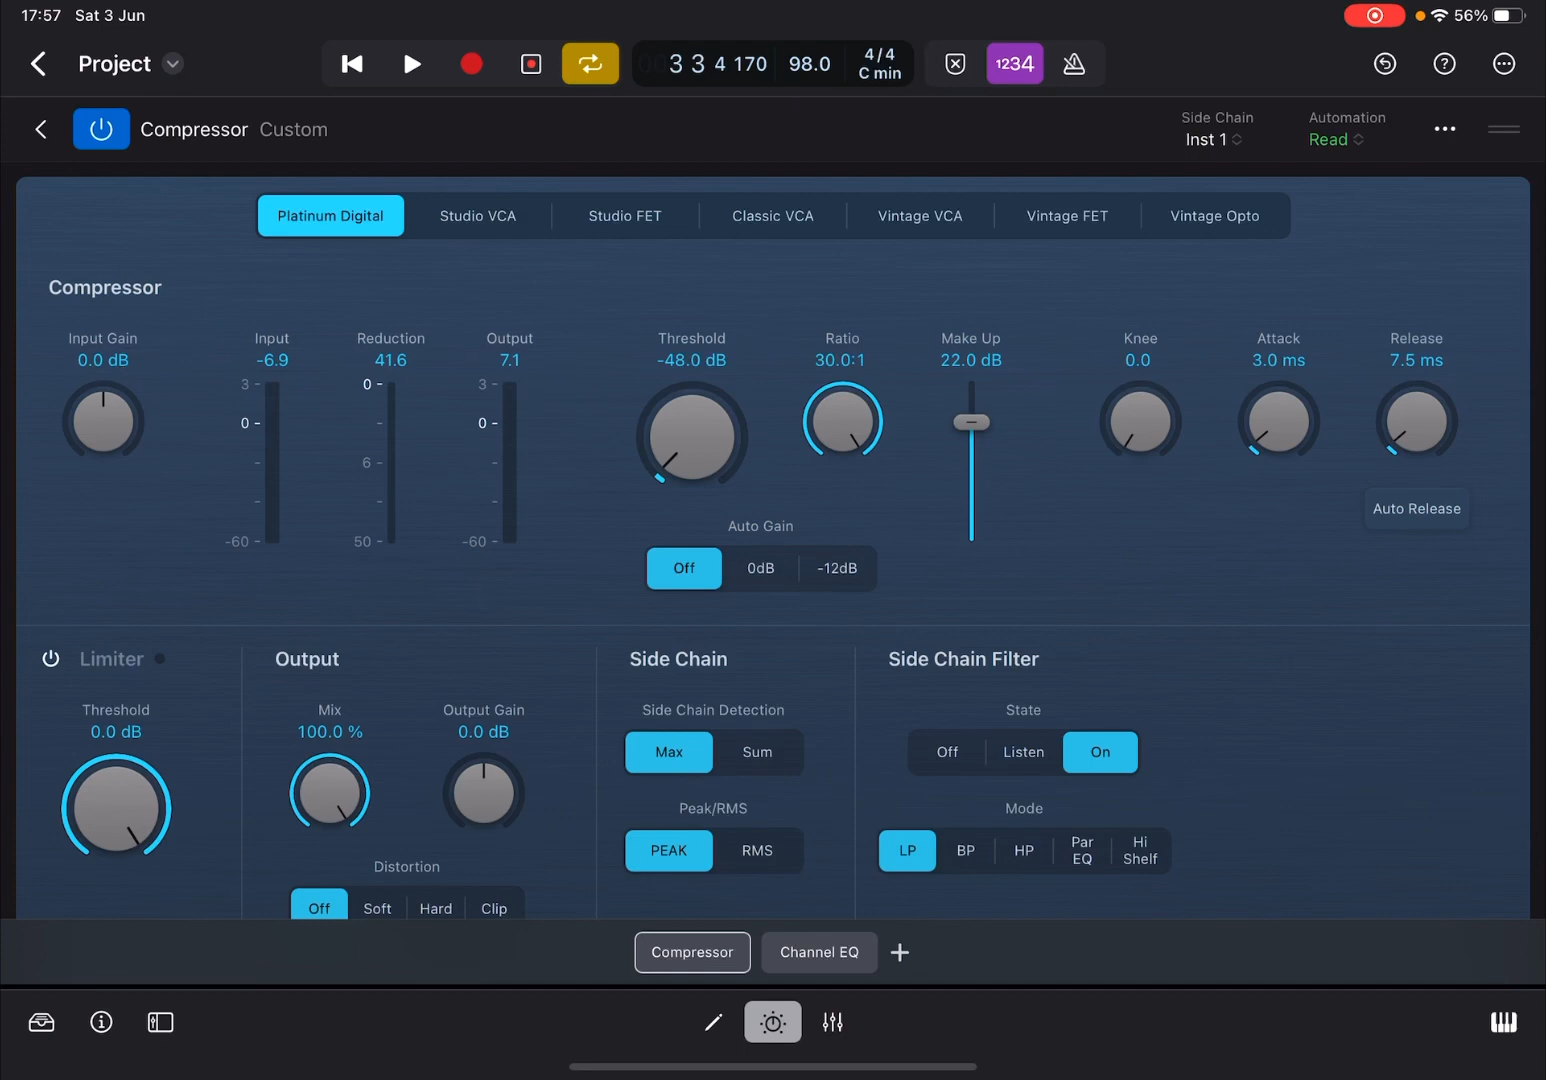 17:57 Sat 3 Jun
56%
Project
3 3 4 170 98.0 4/4
C min
1234
Compressor Custom
Side Chain
Inst 1
Automation
Read
Platinum Digital Studio VCA Studio FET Classic VCA Vintage VCA Vintage FET Vintage Opto
Compressor
Input Gain Input Reduction Output Threshold Ratio Make Up Knee Attack Release
0.0 dB -6.9 41.6 7.1 -48.0 dB 30.0:1 22.0 dB 0.0 3.0 ms 7.5 ms
3 - 0 - 3 -
0 - - 0 -
- 6 - -
- - -
-60 - 50 - -60 -
Auto Release
Auto Gain
Off 0dB -12dB
Limiter Output Side Chain Side Chain Filter
Threshold
0.0 dB
Mix
100.0 %
Output Gain
0.0 dB
Distortion
Off Soft Hard Clip
Side Chain Detection
Max Sum
Peak/RMS
PEAK RMS
State
Off Listen On
Mode
LP BP HP Par EQ Hi Shelf
Compressor Channel EQ +